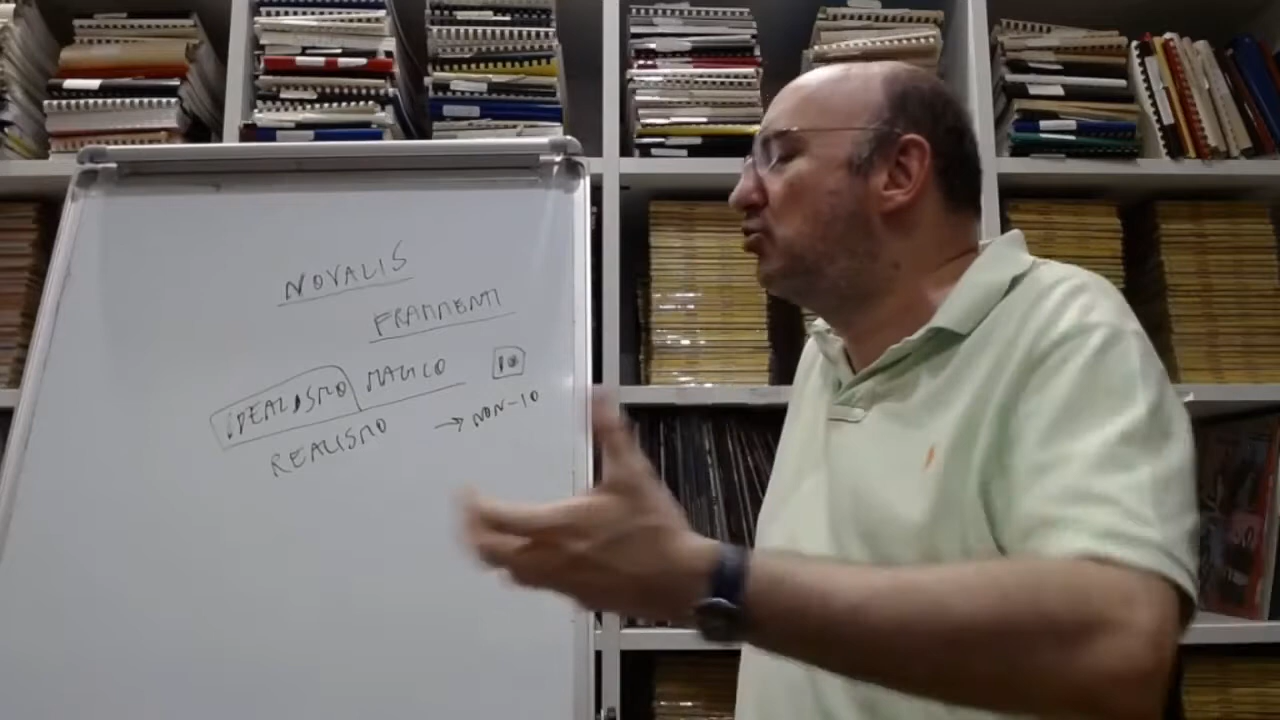 NOVALIS
FRAMMENTI
IDEALISMO MAGICO IO
REALISMO → NON-IO